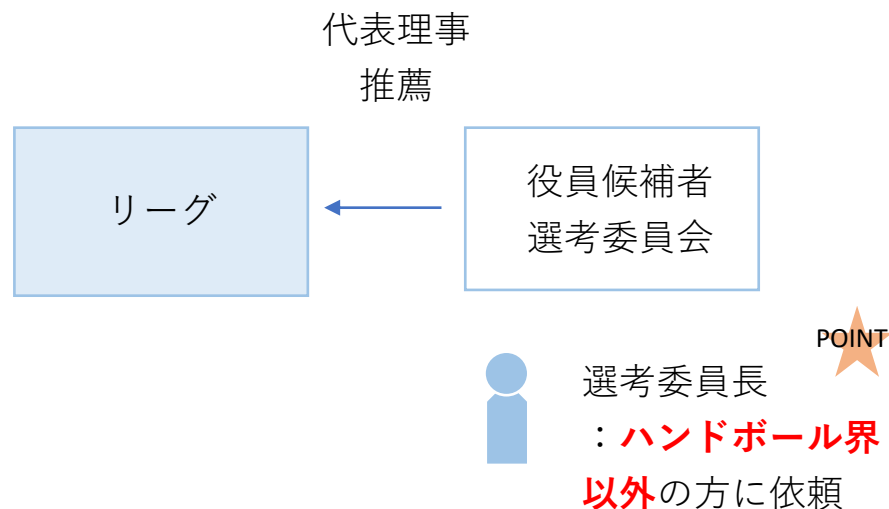 代表理事
推薦
リーグ
役員候補者
選考委員会
POINT
選考委員長
：ハンドボール界
以外の方に依頼